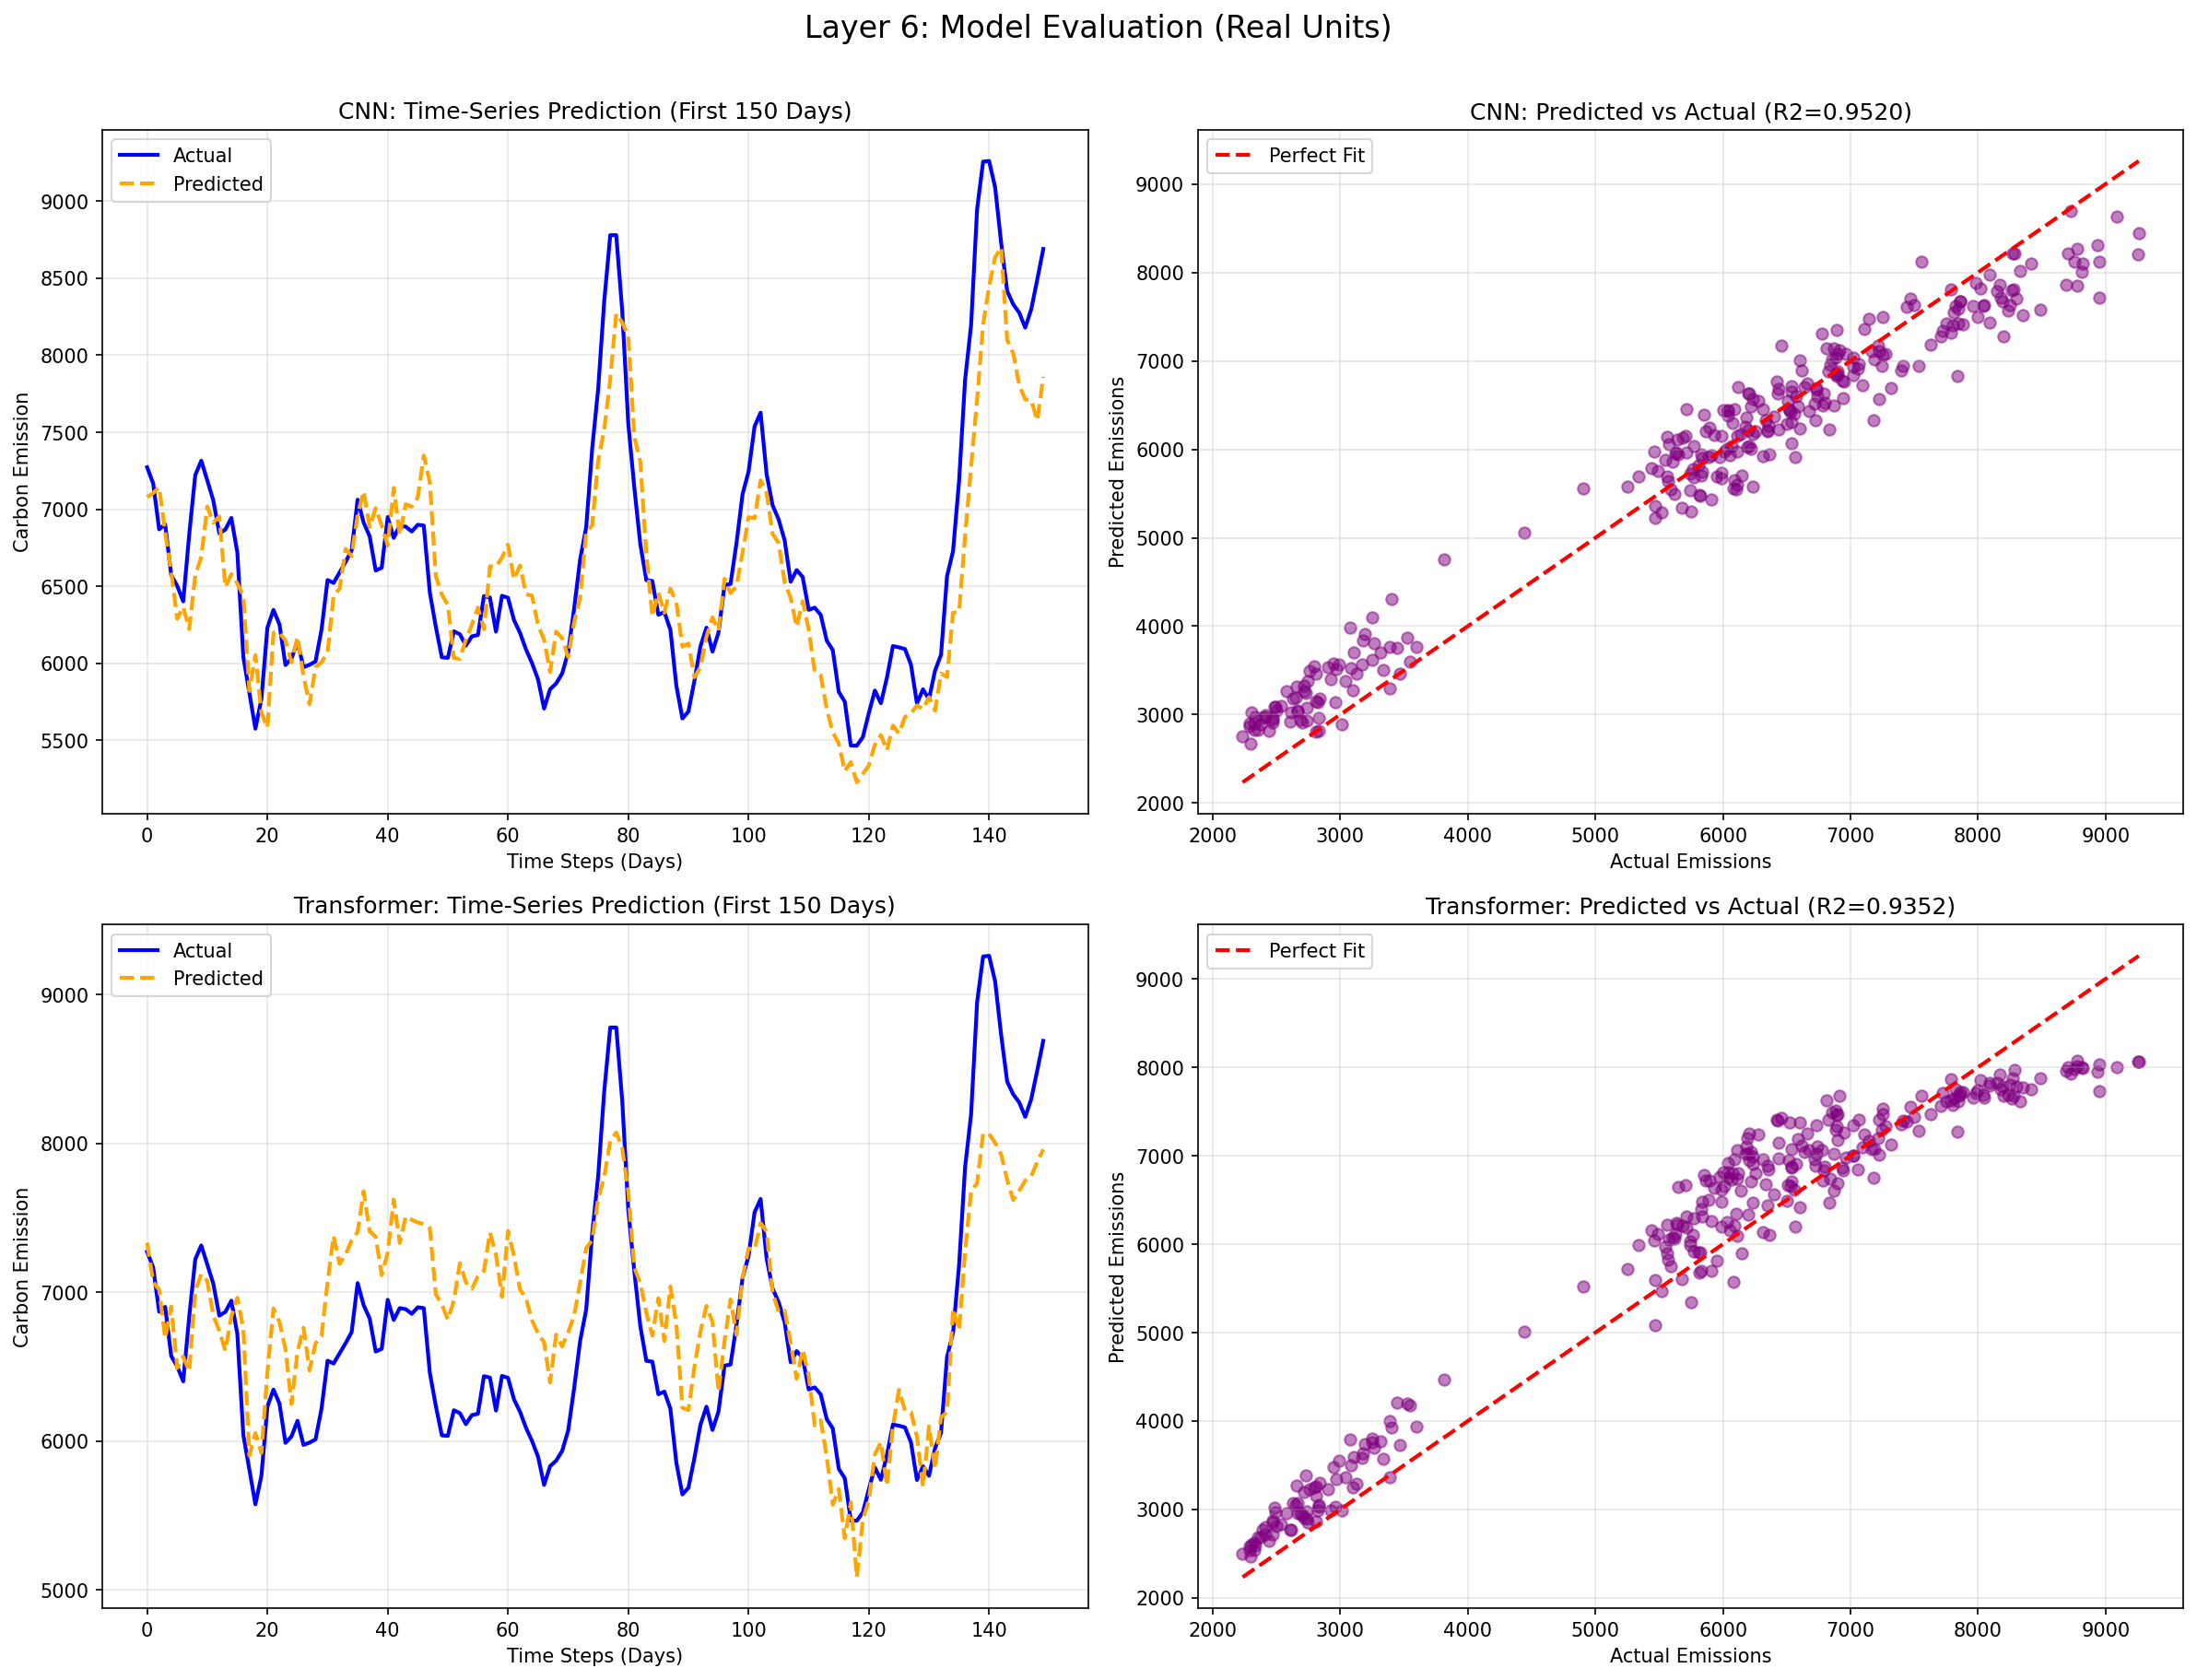 Layer 6: Model Evaluation (Real Units)
CNN: Time-Series Prediction (First 150 Days)
Actual
Predicted
Carbon Emission
9000
8500
8000
7500
7000
6500
6000
5500
0 20 40 60 80 100 120 140
Time Steps (Days)
CNN: Predicted vs Actual (R2=0.9520)
Perfect Fit
Predicted Emissions
9000
8000
7000
6000
5000
4000
3000
2000
2000 3000 4000 5000 6000 7000 8000 9000
Actual Emissions
Transformer: Time-Series Prediction (First 150 Days)
Actual
Predicted
Carbon Emission
9000
8000
7000
6000
5000
0 20 40 60 80 100 120 140
Time Steps (Days)
Transformer: Predicted vs Actual (R2=0.9352)
Perfect Fit
Predicted Emissions
9000
8000
7000
6000
5000
4000
3000
2000
2000 3000 4000 5000 6000 7000 8000 9000
Actual Emissions